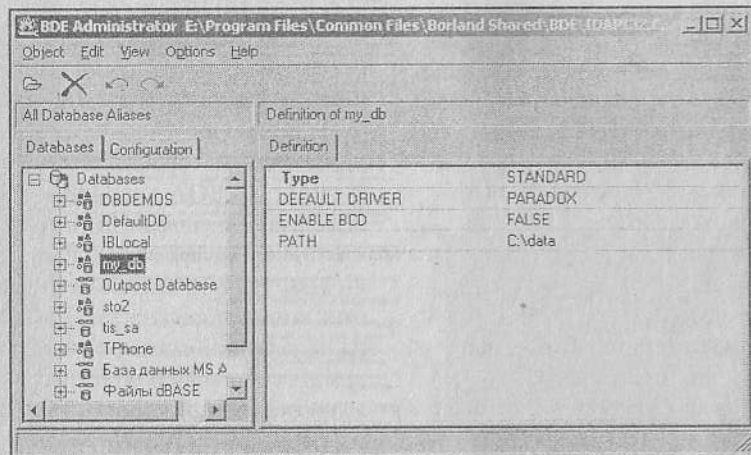 BDE Administrator E:\Program Files\Common Files\Borland Shared\BDE\IDAPI32.C.
Object Edit View Options Help
All Database Aliases
Definition of my_db
Databases
Configuration
Definition
Databases
DBDEMOS
DefaultDD
IBLocal
my_db
Outpost Database
sto2
tis_sa
TPhone
База данных MS A
Файлы dBASE
Type STANDARD
DEFAULT DRIVER PARADOX
ENABLE BCD FALSE
PATH C:\data